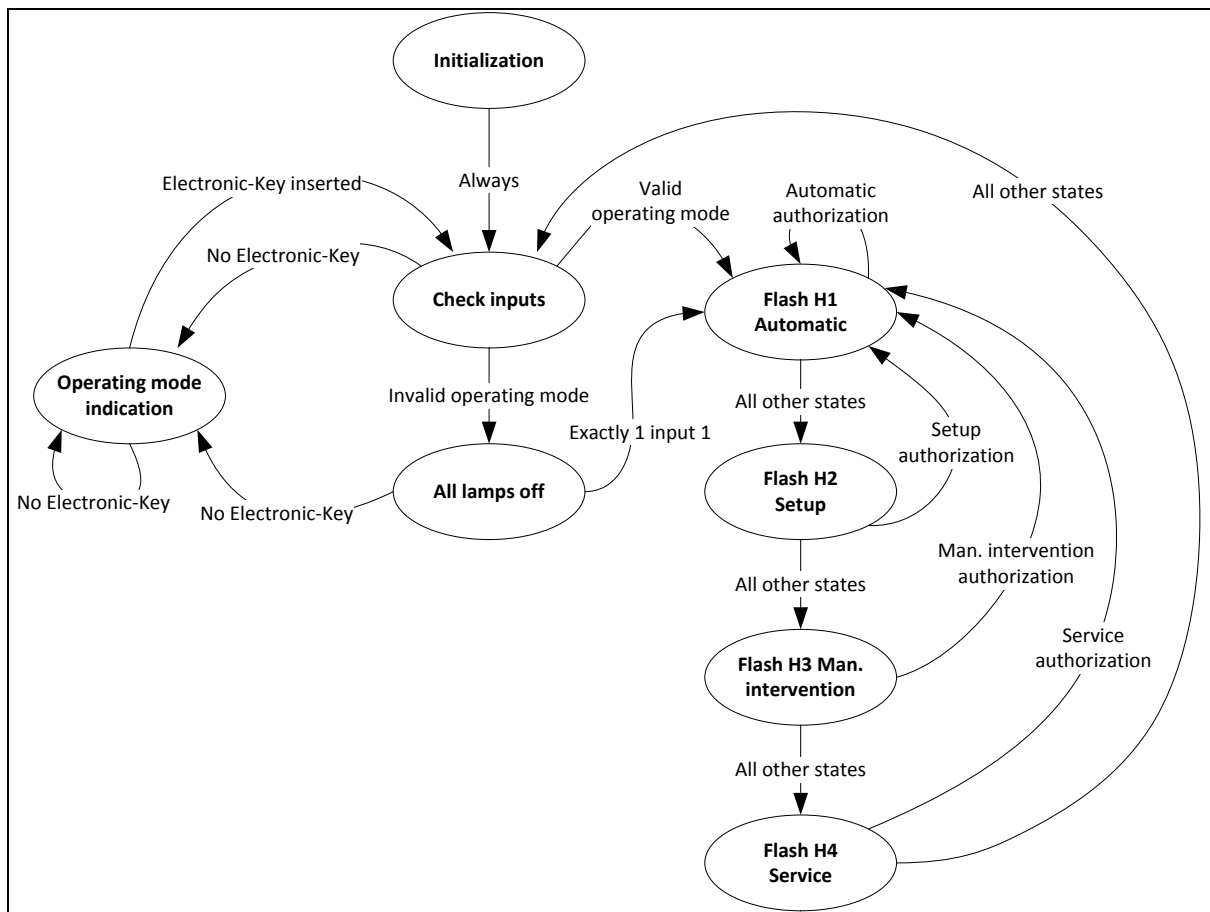 Initialization
Electronic-Key inserted
Always
Valid
operating mode
Automatic
authorization
All other states
No Electronic-Key
Check inputs
Flash H1
Automatic
Operating mode
indication
Invalid operating mode
All other states
Exactly 1 input 1
Setup
authorization
No Electronic-Key
No Electronic-Key
All lamps off
Flash H2
Setup
Man. intervention
authorization
All other states
Service
authorization
Flash H3 Man.
intervention
All other states
Flash H4
Service